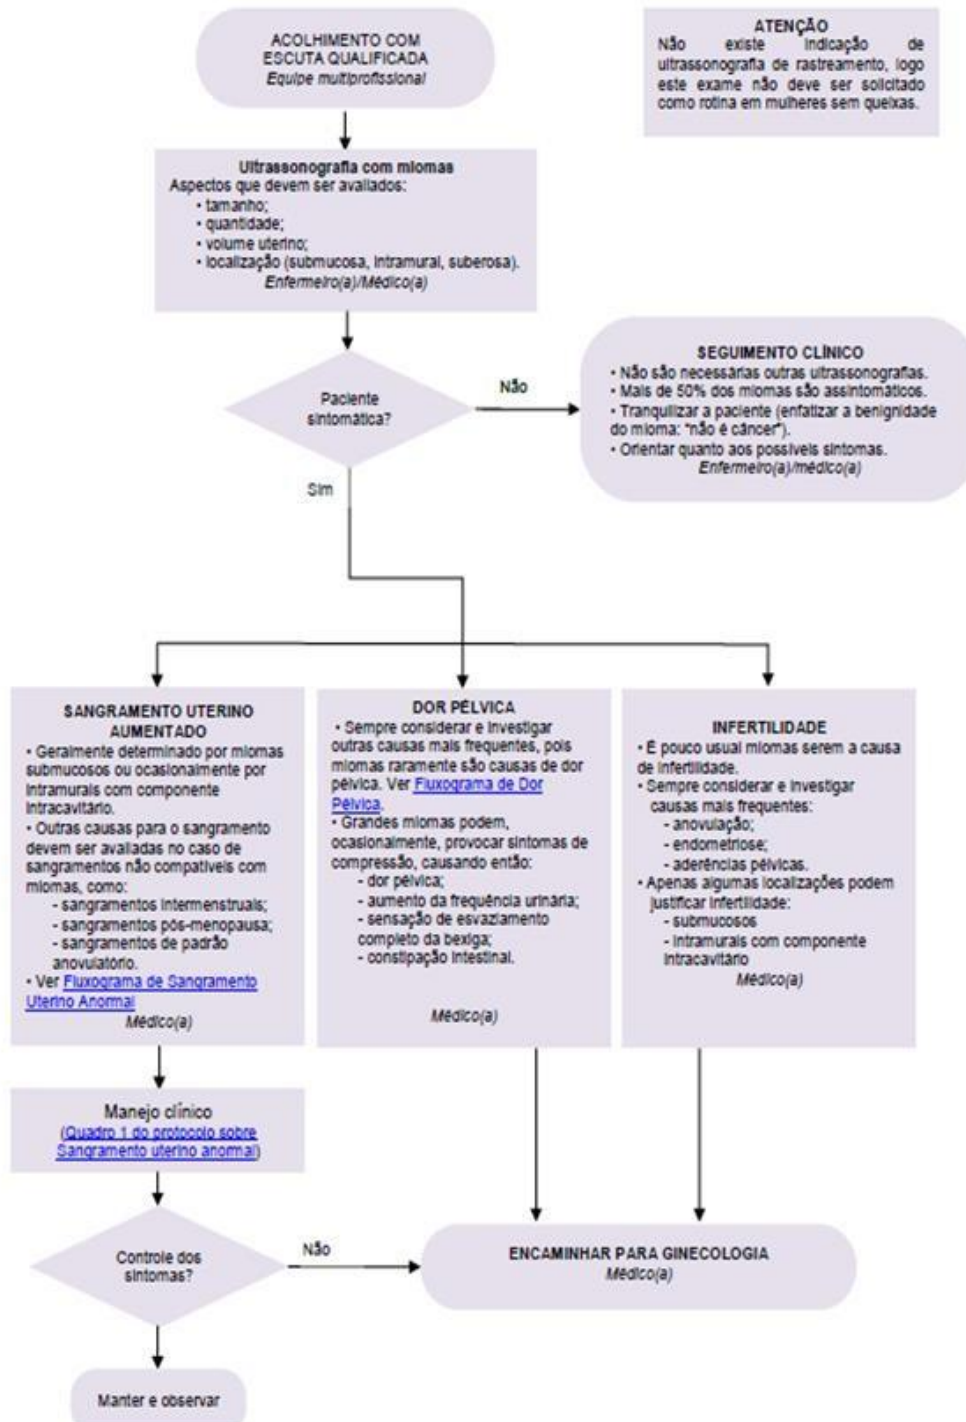 ACOLHIMENTO COM
ESCUTA QUALIFICADA
Equipe multiprofissional
ATENÇÃO
Não existe indicação de
ultrassonografia de rastreamento, logo
este exame não deve ser solicitado
como rotina em mulheres sem queixas.
Ultrassonografia com miomas
Aspectos que devem ser avaliados:
• tamanho;
• quantidade;
• volume uterino;
• localização (submucosa, intramural, suberosa).
Enfermeiro(a)/Médico(a)
Paciente
sintomática?
Não
Sim
SEGUIMENTO CLÍNICO
• Não são necessárias outras ultrassonografias.
• Mais de 50% dos miomas são assintomáticos.
• Tranquilizar a paciente (enfatizar a benignidade
do mioma: “não é câncer”).
• Orientar quanto aos possíveis sintomas.
Enfermeiro(a)/médico(a)
SANGRAMENTO UTERINO
AUMENTADO
• Geralmente determinado por miomas
submucosos ou ocasionalmente por
intramurais com componente
intracavitário.
• Outras causas para o sangramento
devem ser avaliadas no caso de
sangramentos não compatíveis com
miomas, como:
- sangramentos intermenstruais;
- sangramentos pós-menopausa;
- sangramentos de padrão
anovulatório.
• Ver Fluxograma de Sangramento
Uterino Anormal
Médico(a)
DOR PÉLVICA
• Sempre considerar e investigar
outras causas mais frequentes, pois
miomas raramente são causas de dor
pélvica. Ver Fluxograma de Dor
Pélvica.
• Grandes miomas podem,
ocasionalmente, provocar sintomas de
compressão, causando então:
- dor pélvica;
- aumento da frequência urinária;
- sensação de esvaziamento
completo da bexiga;
- constipação intestinal.
Médico(a)
INFERTILIDADE
• É pouco usual miomas serem a causa
de infertilidade.
• Sempre considerar e investigar
causas mais frequentes:
- anovulação;
- endometriose;
- aderências pélvicas.
• Apenas algumas localizações podem
justificar infertilidade:
- submucosos
- intramurais com componente
intracavitário
Médico(a)
Manejo clínico
(Quadro 1 do protocolo sobre
Sangramento uterino anormal)
Controle dos
sintomas?
Não
ENCAMINHAR PARA GINECOLOGIA
Médico(a)
Manter e observar